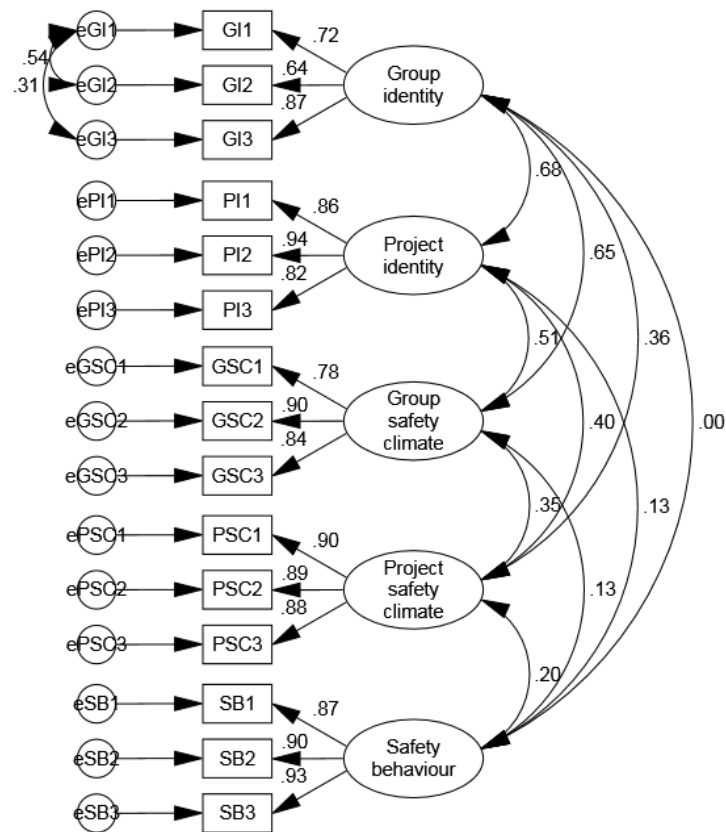 eGI1 GI1 .72
.54
.31
eGI2 GI2 .64
eGI3 GI3 .87
Group
identity
.68
ePI1 PI1 .86
ePI2 PI2 .94
ePI3 PI3 .82
Project
identity
.65
.51
.36
eGSC1 GSC1 .78
eGSC2 GSC2 .90
eGSC3 GSC3 .84
Group
safety
climate
.40
.00
.35
.13
ePSC1 PSC1 .90
ePSC2 PSC2 .89
ePSC3 PSC3 .88
Project
safety
climate
.13
.20
eSB1 SB1 .87
eSB2 SB2 .90
eSB3 SB3 .93
Safety
behaviour